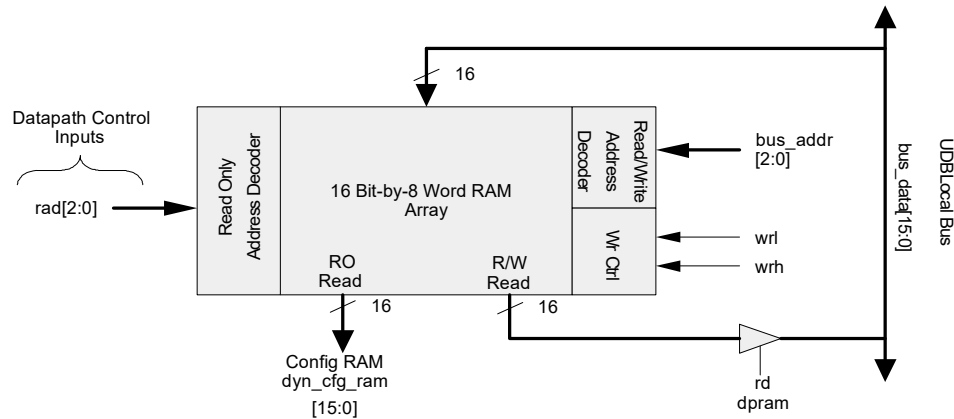 16
Datapath Control
Inputs
rad[2:0]
Read Only
Address Decoder
16 Bit-by-8 Word RAM
Array
Read/Write
Address
Decoder
bus_addr
[2:0]
Wr Ctrl
wrl
wrh
RO
Read
R/W
Read
16
16
Config RAM
dyn_cfg_ram
[15:0]
rd
dpram
bus_data[15:0]
UDBLocal Bus